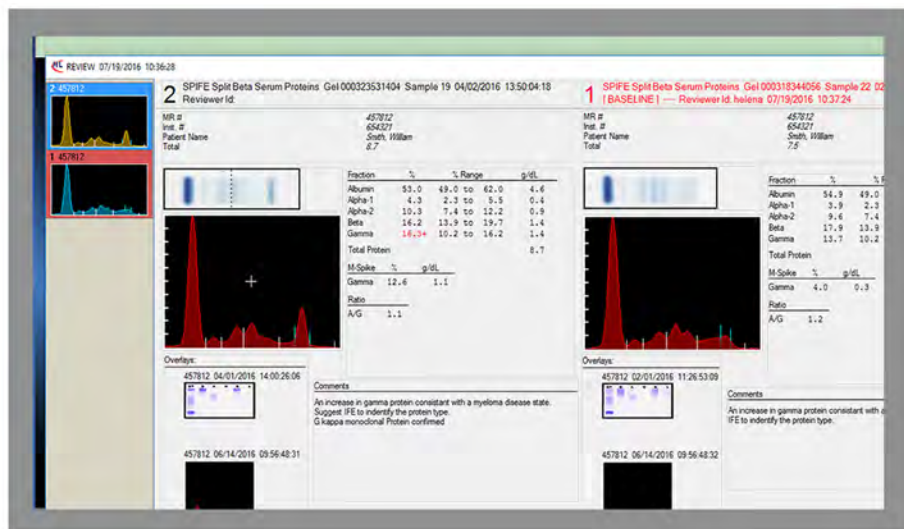 REVIEW 07/19/2016 10:36:28
2 457812
1 457812
2 SPIFE Split Beta Serum Proteins Gel 000323531404 Sample 19 04/02/2016 13:50:04:18
Reviewer Id:
MR # 457812
Inst. # 654321
Patient Name Smith, William
Total 8.7
Fraction % % Range g/dL
Albumin 53.0 49.0 to 62.0 4.6
Alpha-1 4.3 2.3 to 5.5 0.4
Alpha-2 10.3 7.4 to 12.2 0.9
Beta 16.2 13.9 to 19.7 1.4
Gamma 16.3+ 10.2 to 16.2 1.4
Total Protein 8.7
M-Spike % g/dL
Gamma 12.6 1.1
Ratio
A/G 1.1
Overlays:
457812 04/01/2016 14:00:26:06
Comments
An increase in gamma protein consistant with a myeloma disease state.
Suggest IFE to indentify the protein type.
G kappa monoclonal Protein confirmed
457812 06/14/2016 09:56:48:31
1 SPIFE Split Beta Serum Proteins Gel 000318344056 Sample 22 02
[ BASELINE ] ---- Reviewer Id: helena 07/19/2016 10:37:24
MR # 457812
Inst. # 654321
Patient Name Smith, William
Total 7.5
Fraction %
Albumin 54.9 49.0
Alpha-1 3.9 2.3
Alpha-2 9.6 7.4
Beta 17.9 13.9
Gamma 13.7 10.2
Total Protein
M-Spike % g/dL
Gamma 4.0 0.3
Ratio
A/G 1.2
Overlays:
457812 02/01/2016 11:26:53:09
Comments
An increase in gamma protein consistant with a
IFE to indentify the protein type.
457812 06/14/2016 09:56:48:32